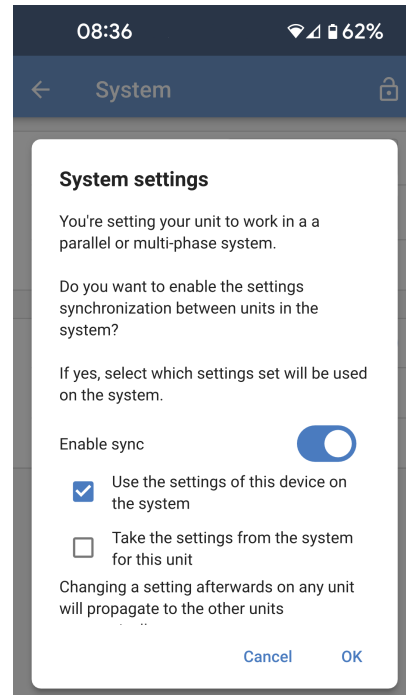 08:36 62%
System
System settings
You're setting your unit to work in a a
parallel or multi-phase system.
Do you want to enable the settings
synchronization between units in the
system?
If yes, select which settings set will be used
on the system.
Enable sync
Use the settings of this device on
the system
Take the settings from the system
for this unit
Changing a setting afterwards on any unit
will propagate to the other units
Cancel OK